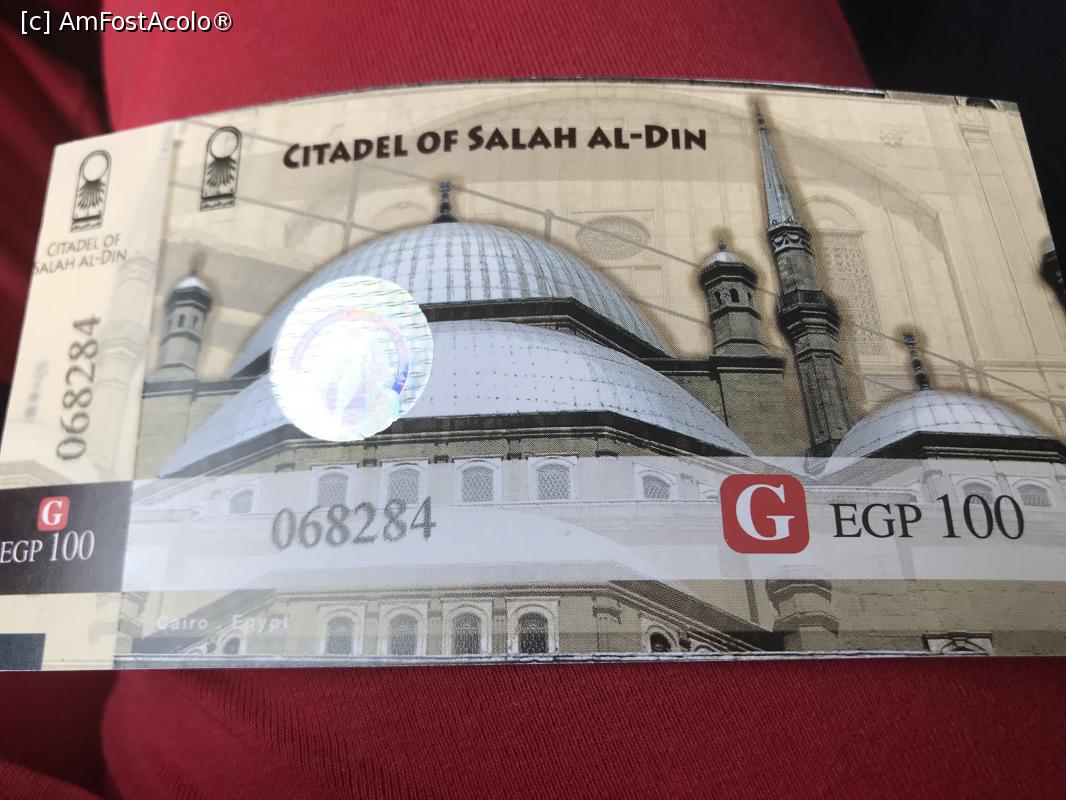 [c] AmFostAcolo®
CITADEL OF SALAH AL-DIN
CITADEL OF
SALAH AL-DIN
068284
G
EGP 100
068284
G EGP 100
Cairo . Egypt